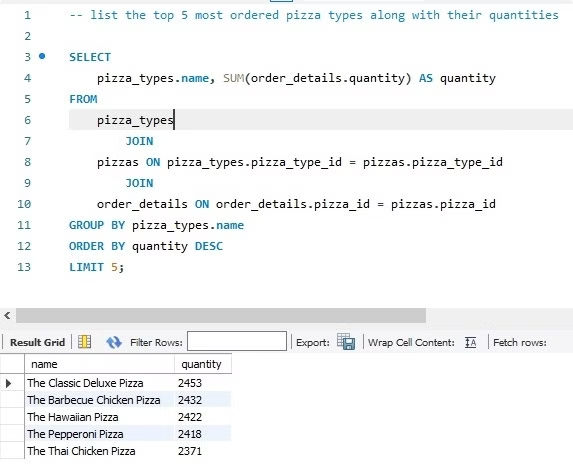 1 -- list the top 5 most ordered pizza types along with their quantities
2
3 SELECT
4 pizza_types.name, SUM(order_details.quantity) AS quantity
5 FROM
6 pizza_types
7 JOIN
8 pizzas ON pizza_types.pizza_type_id = pizzas.pizza_type_id
9 JOIN
10 order_details ON order_details.pizza_id = pizzas.pizza_id
11 GROUP BY pizza_types.name
12 ORDER BY quantity DESC
13 LIMIT 5;
Result Grid Filter Rows: Export: Wrap Cell Content: IA Fetch rows:
name quantity
The Classic Deluxe Pizza 2453
The Barbecue Chicken Pizza 2432
The Hawaiian Pizza 2422
The Pepperoni Pizza 2418
The Thai Chicken Pizza 2371